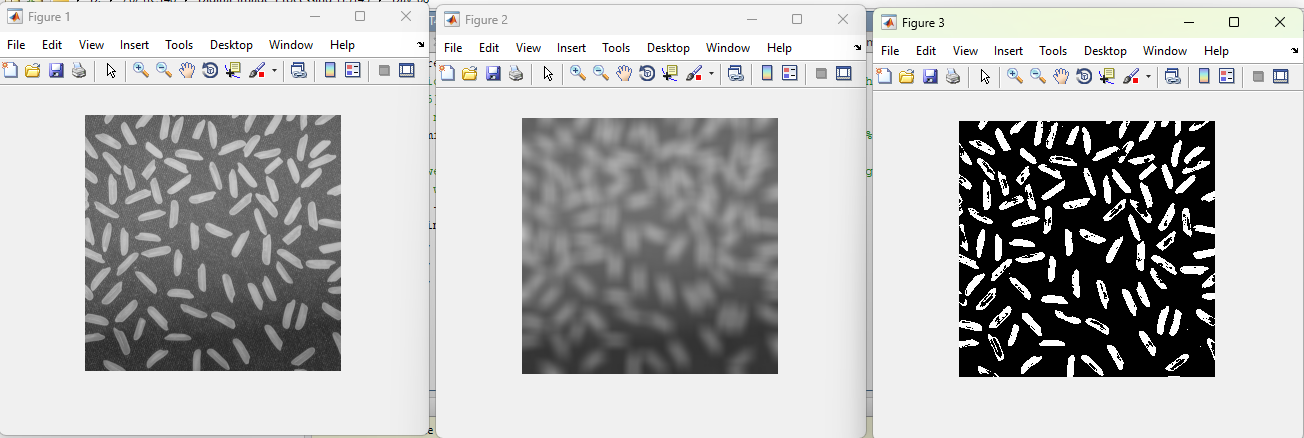 Figure 1
File Edit View Insert Tools Desktop Window Help
Figure 2
File Edit View Insert Tools Desktop Window Help
Figure 3
File Edit View Insert Tools Desktop Window Help